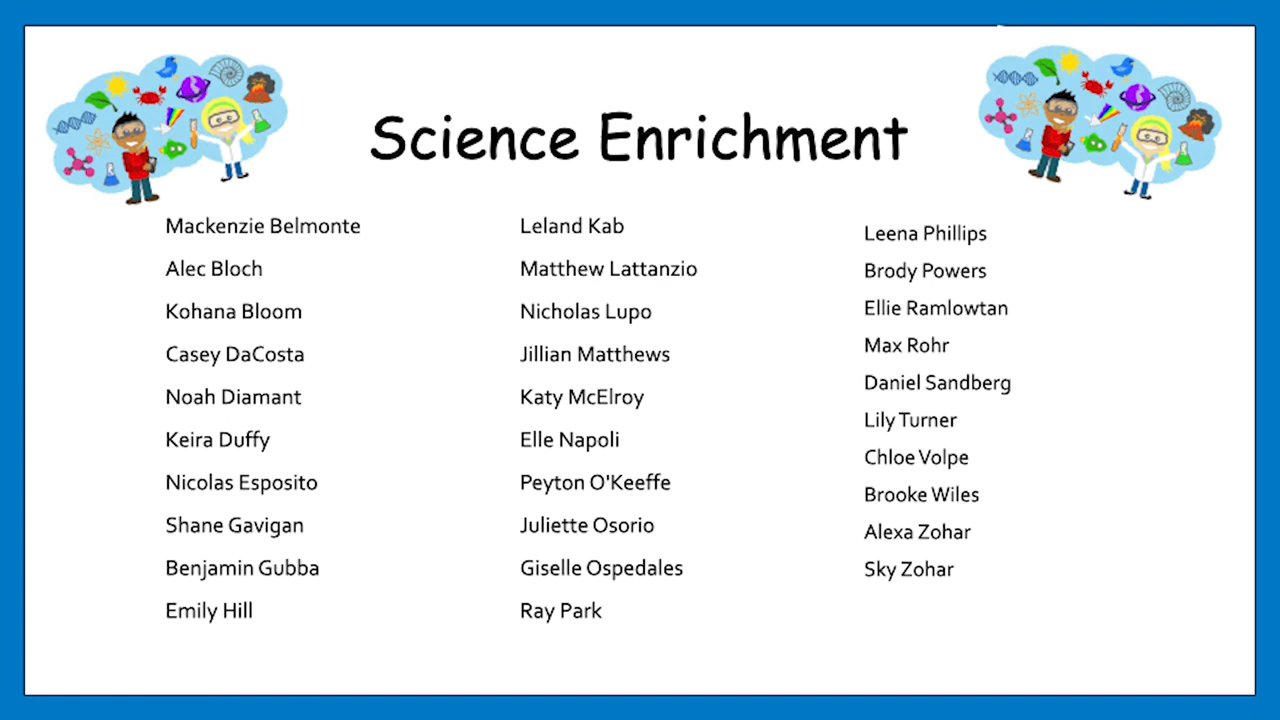 Science Enrichment
Mackenzie Belmonte
Alec Bloch
Kohana Bloom
Casey DaCosta
Noah Diamant
Keira Duffy
Nicolas Esposito
Shane Gavigan
Benjamin Gubba
Emily Hill
Leland Kab
Matthew Lattanzio
Nicholas Lupo
Jillian Matthews
Katy McElroy
Elle Napoli
Peyton O'Keeffe
Juliette Osorio
Giselle Ospedales
Ray Park
Leena Phillips
Brody Powers
Ellie Ramlowtan
Max Rohr
Daniel Sandberg
Lily Turner
Chloe Volpe
Brooke Wiles
Alexa Zohar
Sky Zohar